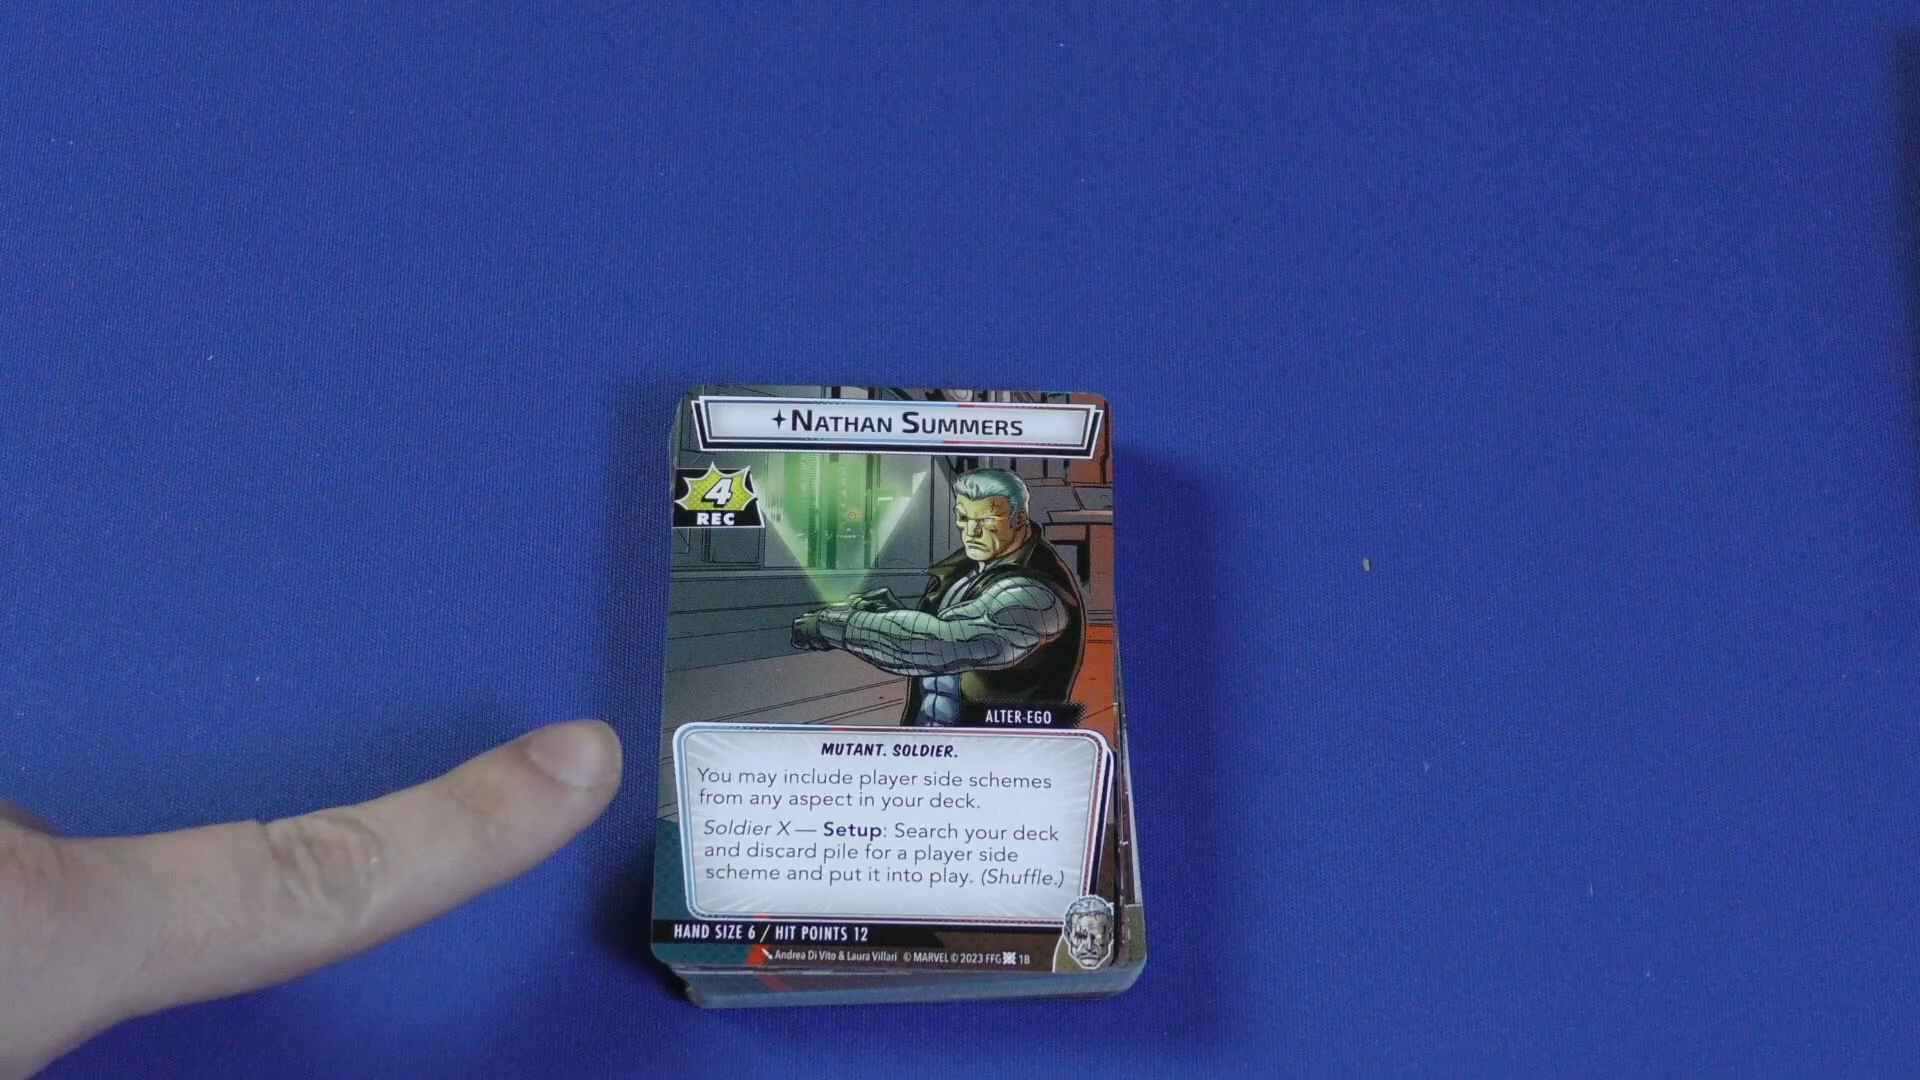 NATHAN SUMMERS
4
REC
ALTER-EGO
MUTANT. SOLDIER.
You may include player side schemes
from any aspect in your deck.
Soldier X — Setup: Search your deck
and discard pile for a player side
scheme and put it into play. (Shuffle.)
HAND SIZE 6 / HIT POINTS 12
Andrea Di Vito & Laura Villari © MARVEL © 2023 FFG 1B